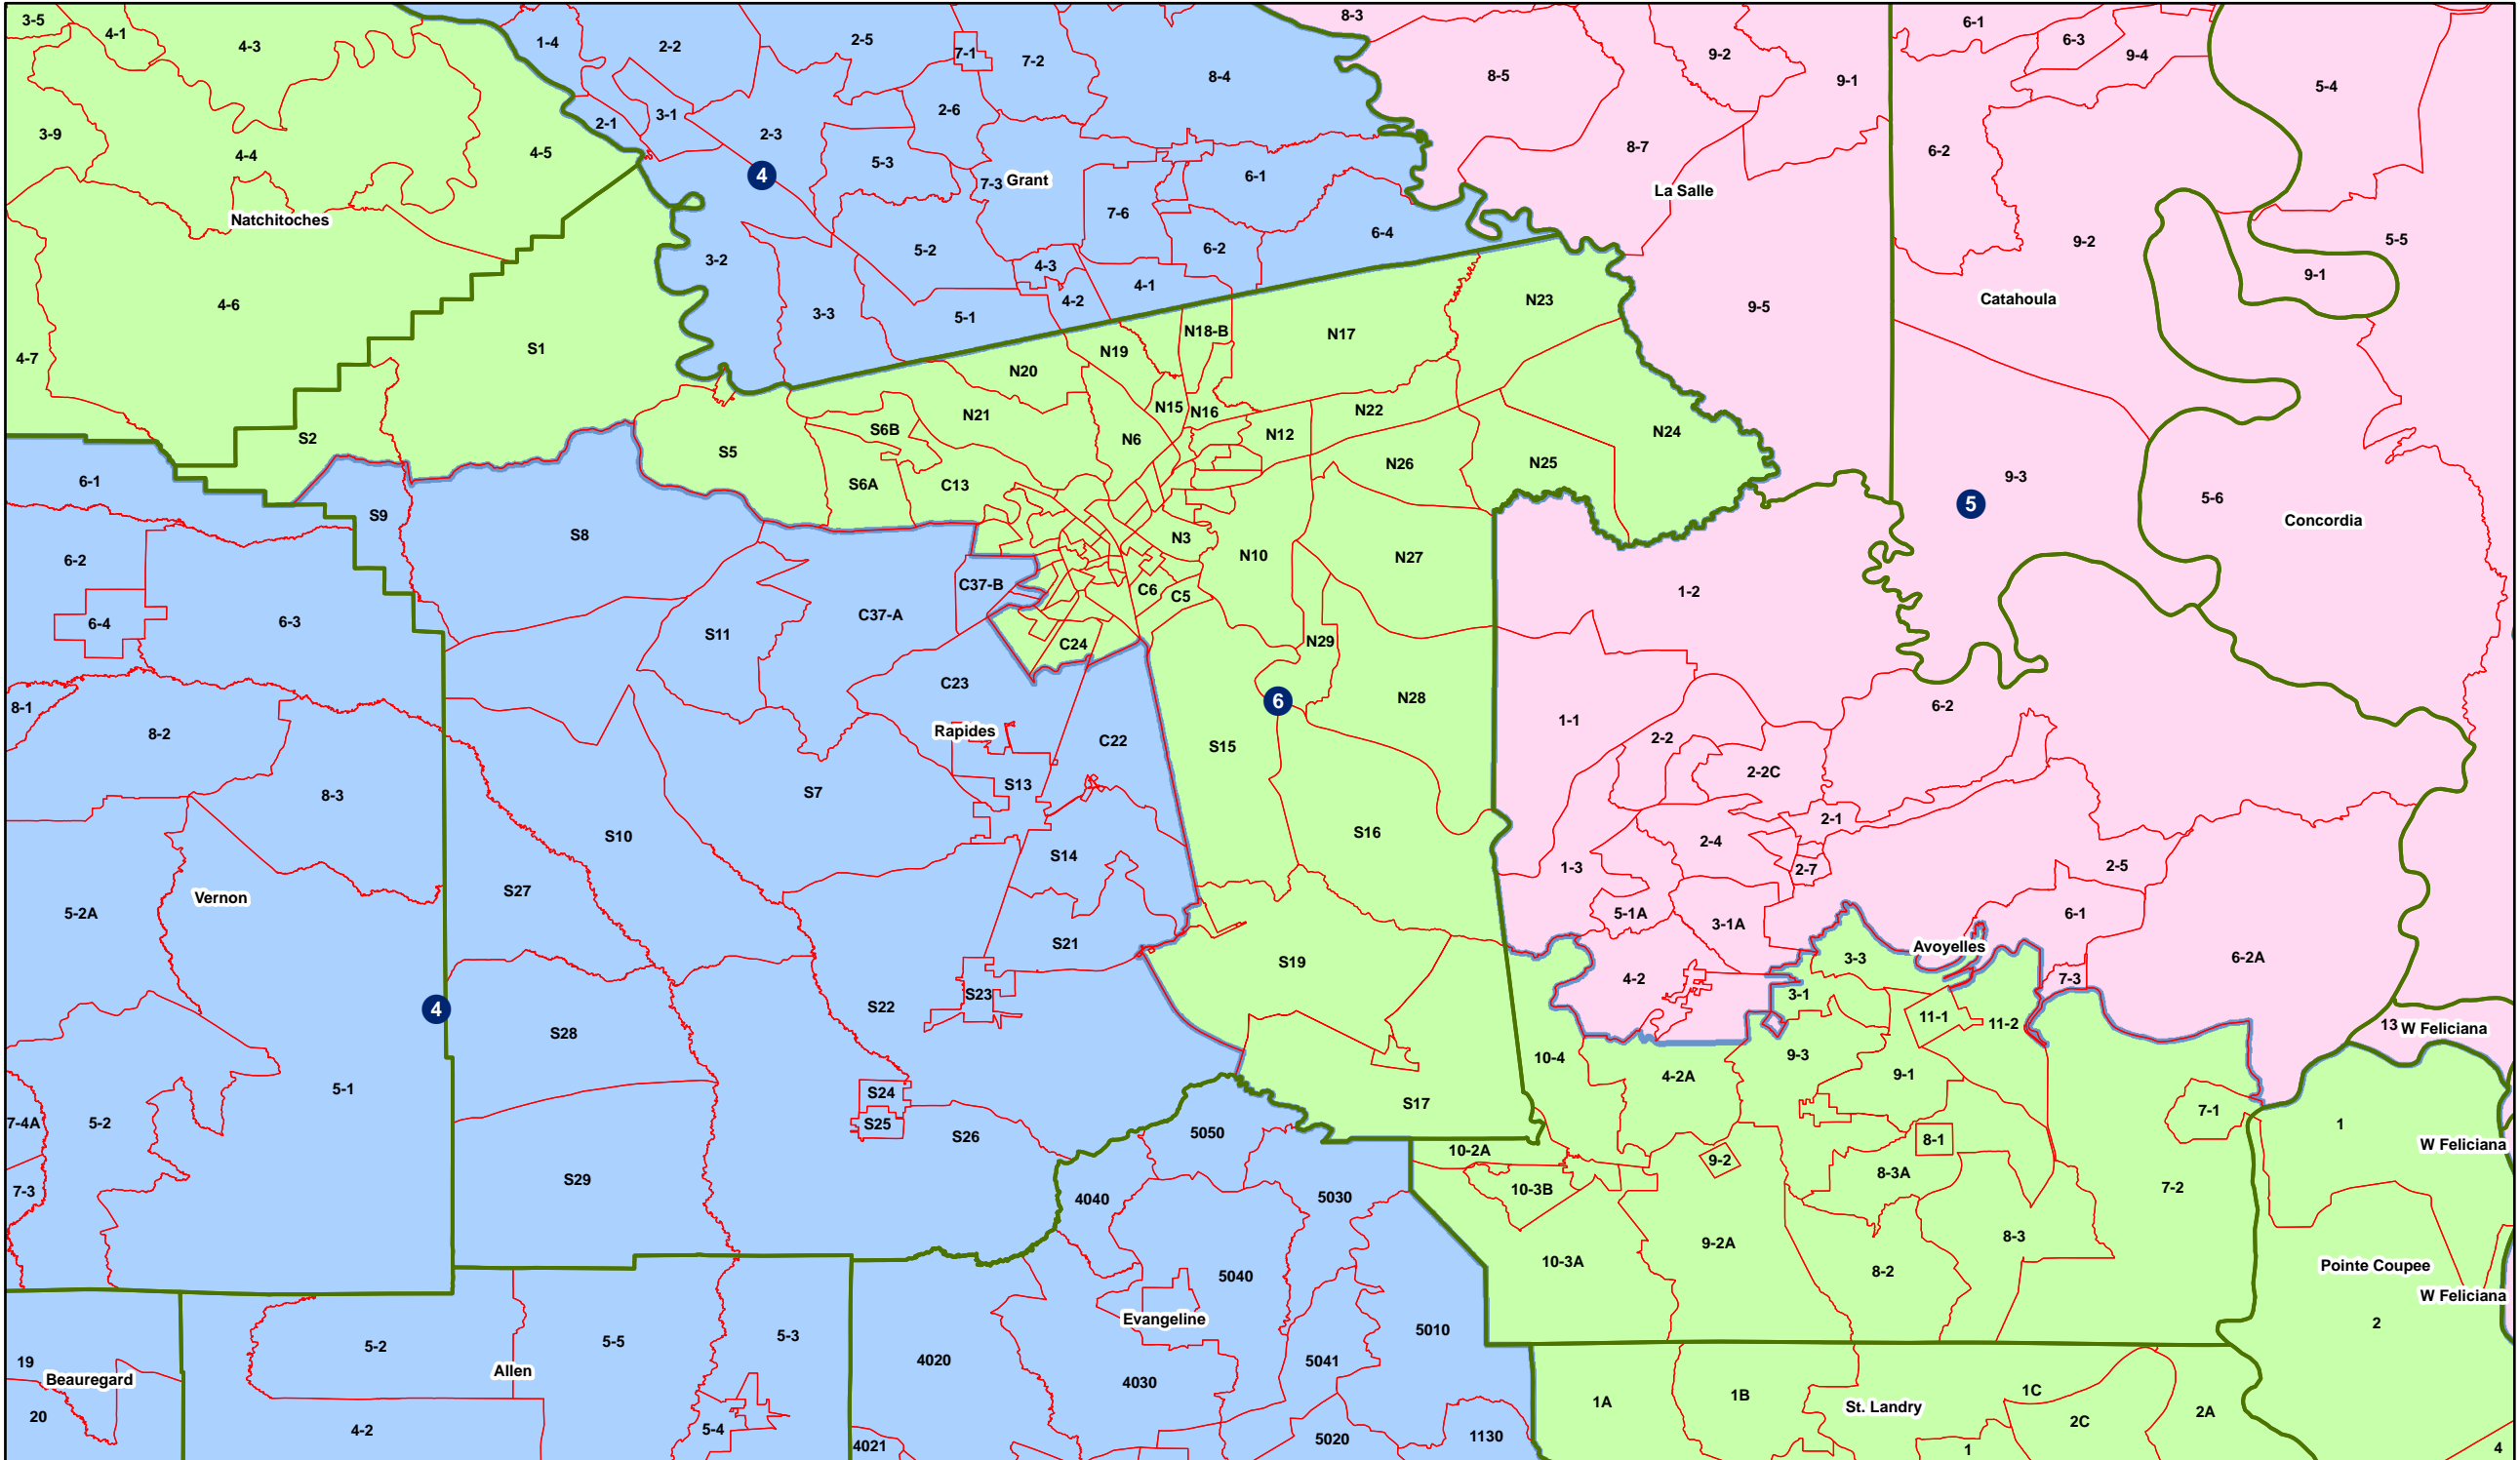 3-5
4-1
4-3
1-4
2-2
2-5
7-1
7-2
8-4
8-3
8-5
9-2
9-1
6-1
6-3
9-4
5-4
3-9
4-4
4-5
2-1
3-1
2-3
2-6
5-3
8-7
6-2
4
7-3
Grant
6-1
La Salle
Natchitoches
7-6
3-2
5-2
4-3
6-2
6-4
9-2
5-5
9-1
4-6
4-1
4-2
N23
9-5
Catahoula
4-7
S1
3-3
5-1
N18-B
N17
N19
N20
N15
N16
N22
S2
S5
S6B
N21
N6
N12
N24
6-1
S9
S6A
C13
N26
N25
9-3
5
5-6
Concordia
S8
N3
N10
N27
6-2
C37-B
C6
C5
1-2
6-4
6-3
S11
C37-A
C24
N29
8-1
8-2
C23
6
N28
6-2
1-1
Rapides
C22
S15
2-2
2-2C
8-3
S7
S13
S10
S16
2-1
2-4
S14
1-3
2-7
2-5
Vernon
S27
5-2A
5-1A
3-1A
6-1
S21
S19
Avoyelles
3-3
6-2A
4-2
7-3
4
S22
S23
3-1
S28
11-1
11-2
13
W Feliciana
10-4
9-3
4-2A
9-1
5-1
S24
S25
S17
7-4A
5-2
S26
5050
7-1
1
10-2A
9-2
8-1
W Feliciana
8-3A
7-3
S29
4040
5030
10-3B
7-2
9-2A
8-3
10-3A
8-2
5040
Pointe Coupee
W Feliciana
Evangeline
5010
2
5-2
5-5
5-3
19
Beauregard
Allen
4020
5041
4030
1A
1B
1C
St. Landry
2C
2A
20
4-2
5-4
4021
5020
1130
1
4